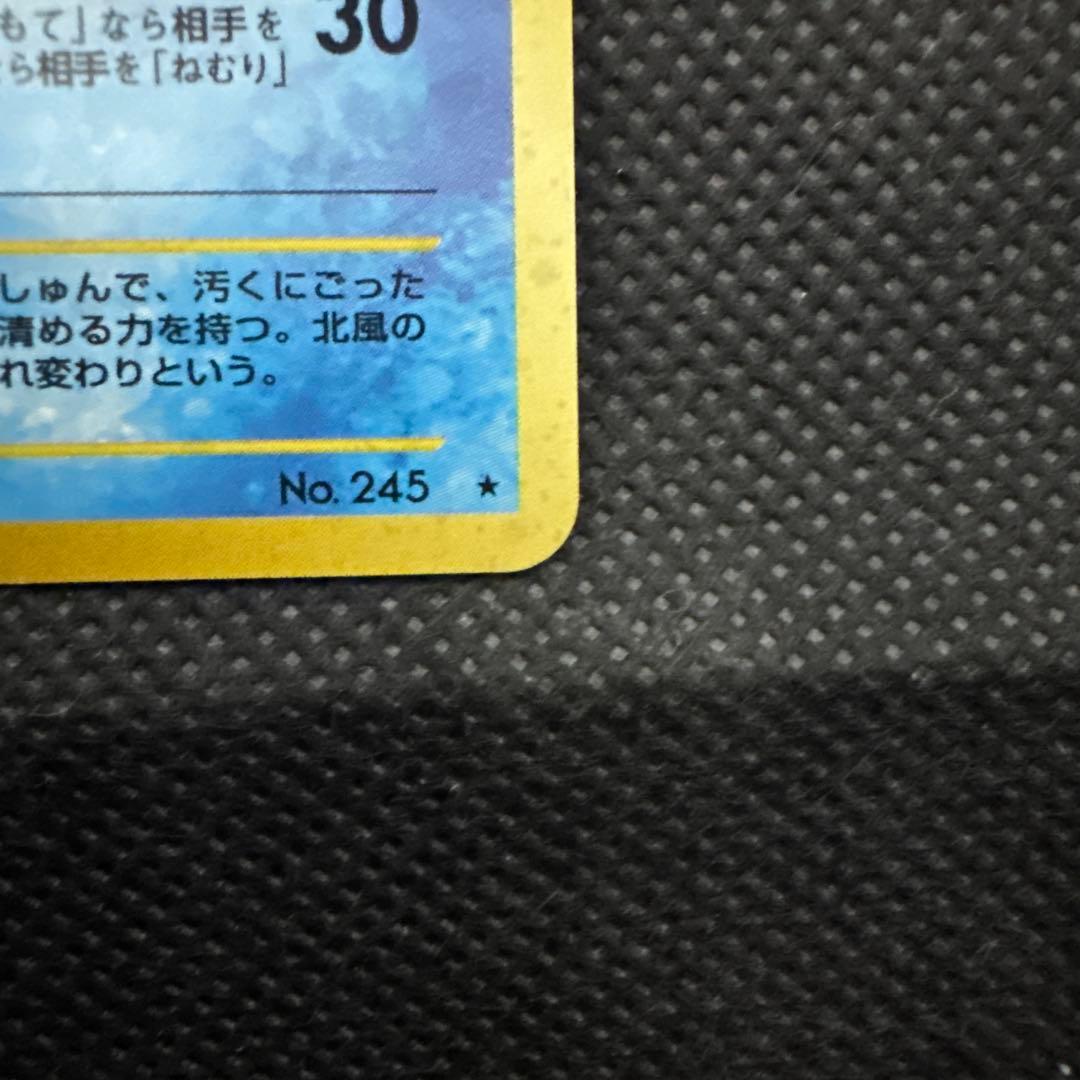 もて」なら相手を 30
ら相手を「ねむり」
しゅんで、汚くにごった
清める力を持つ。北風の
れ変わりという。
No. 245 ★